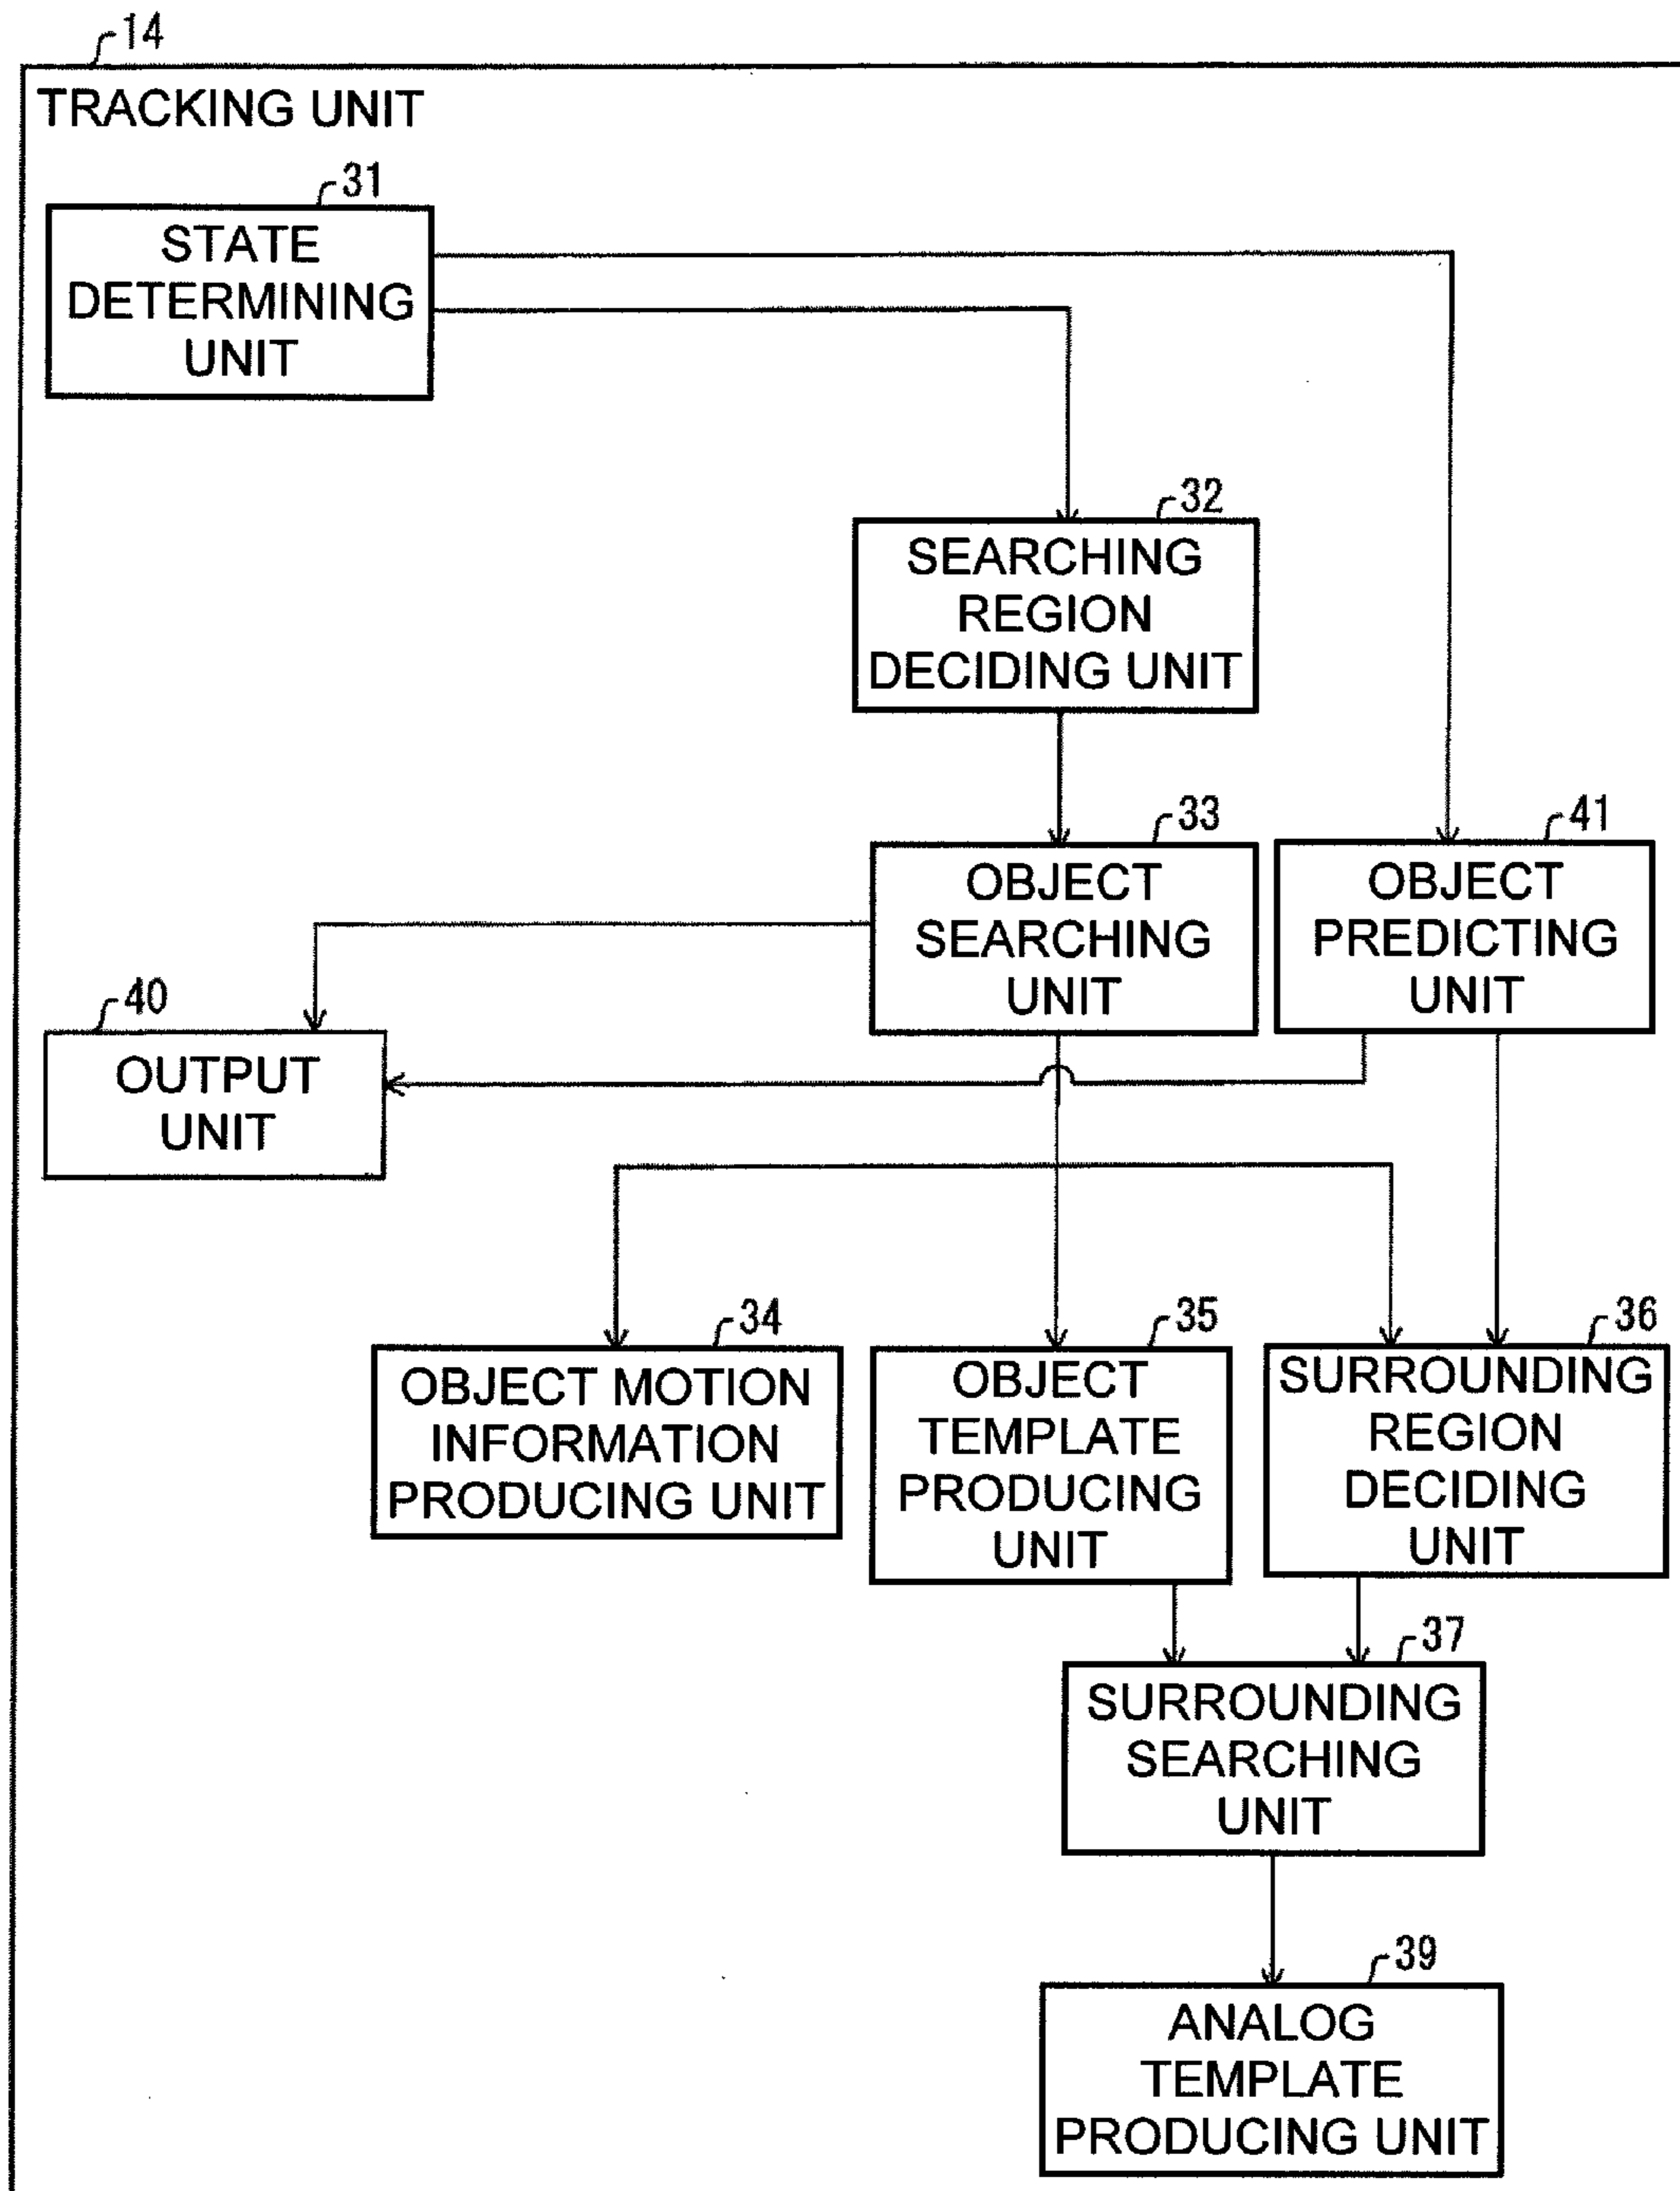 14
TRACKING UNIT
31
STATE
DETERMINING
UNIT
32
SEARCHING
REGION
DECIDING UNIT
33
OBJECT
SEARCHING
UNIT
41
OBJECT
PREDICTING
UNIT
40
OUTPUT
UNIT
34
OBJECT MOTION
INFORMATION
PRODUCING UNIT
35
OBJECT
TEMPLATE
PRODUCING
UNIT
36
SURROUNDING
REGION
DECIDING
UNIT
37
SURROUNDING
SEARCHING
UNIT
39
ANALOG
TEMPLATE
PRODUCING UNIT